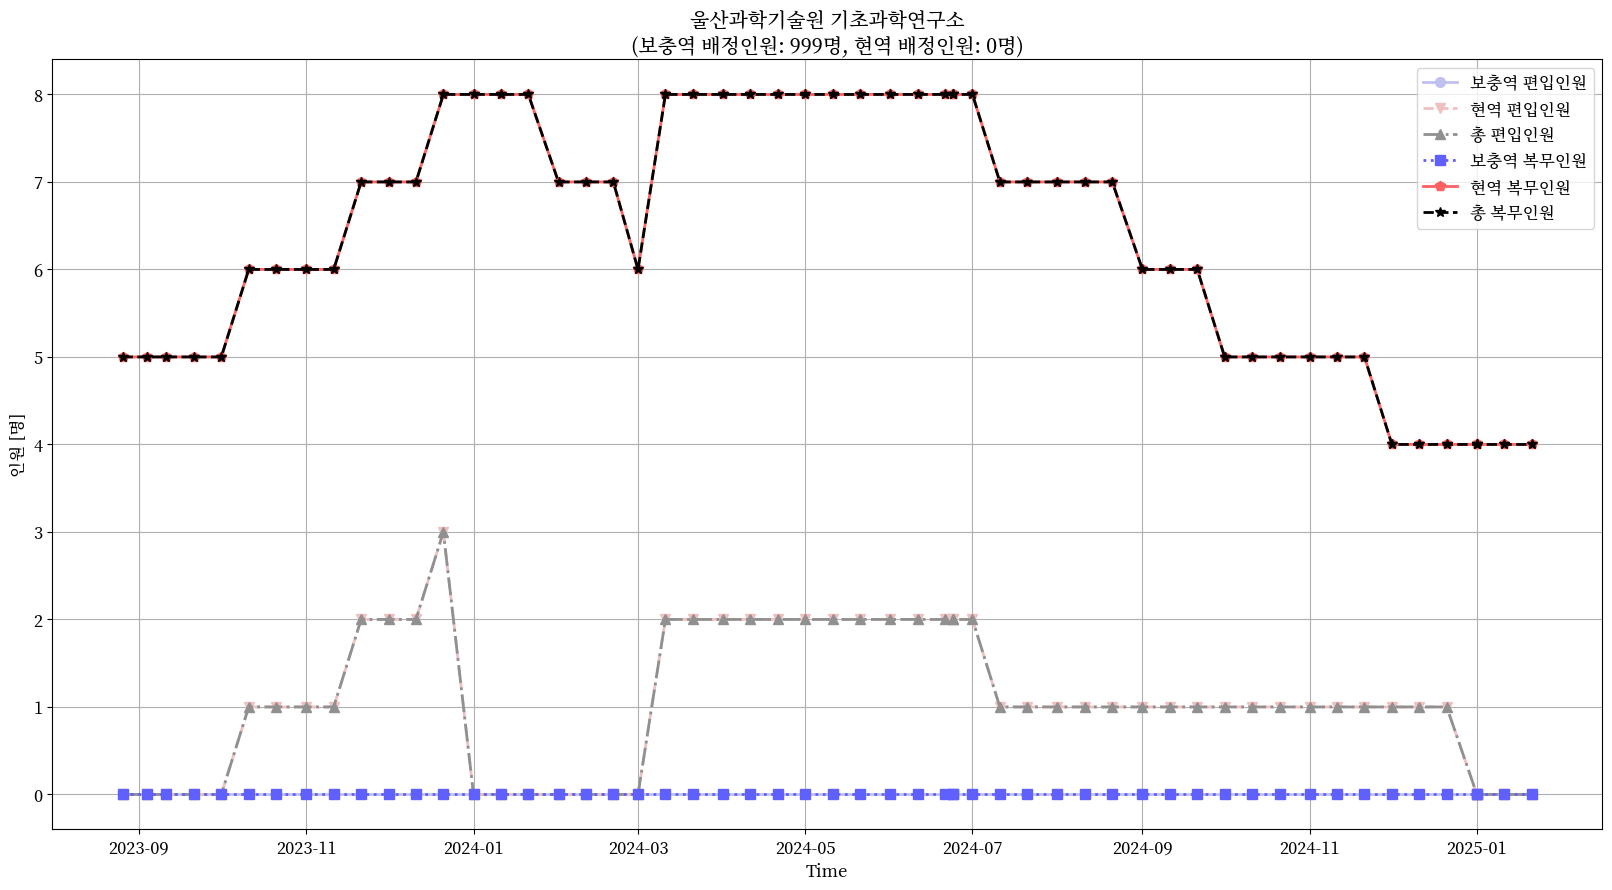 울산과학기술원 기초과학연구소
(보충역 배정인원: 999명, 현역 배정인원: 0명)
보충역 편입인원
현역 편입인원
총 편입인원
보충역 복무인원
현역 복무인원
총 복무인원
8
7
6
5
4
3
2
1
0
인원 [명]
2023-09
2023-11
2024-01
2024-03
2024-05
2024-07
2024-09
2024-11
2025-01
Time